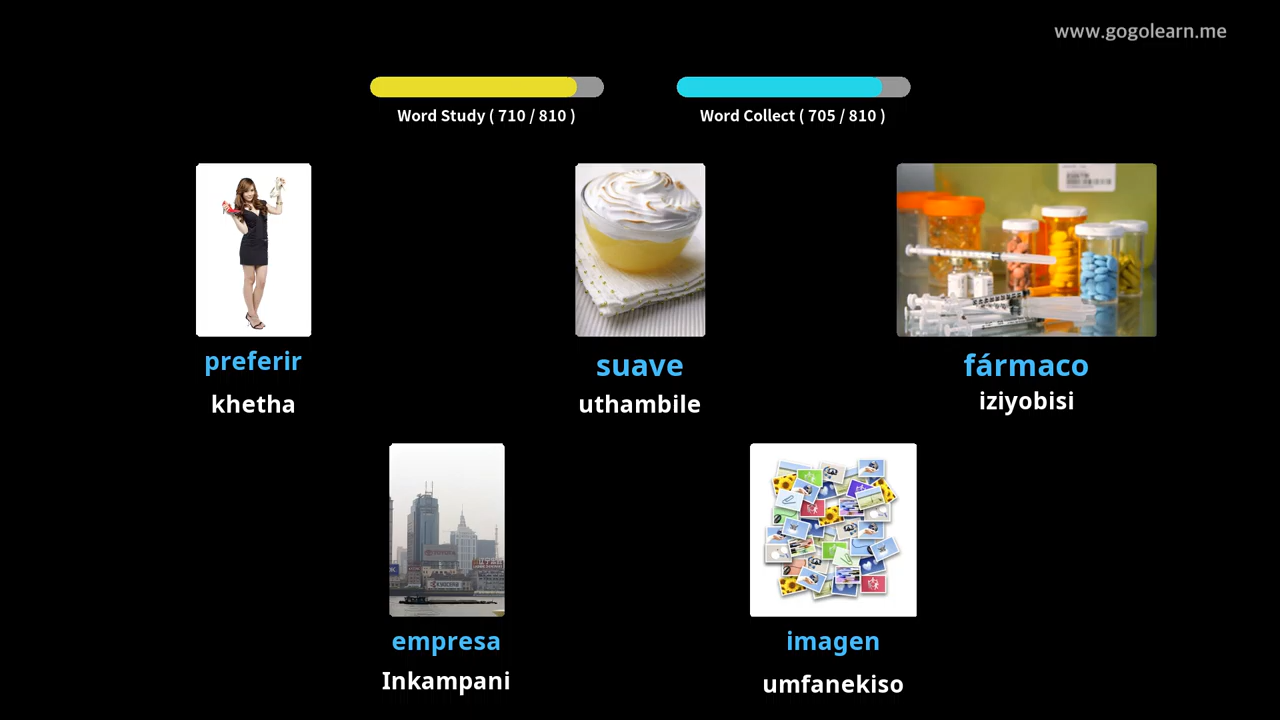 www.gogolearn.me
Word Study ( 710 / 810 )
Word Collect ( 705 / 810 )
preferir
khetha
suave
uthambile
fármaco
iziyobisi
empresa
Inkampani
imagen
umfanekiso